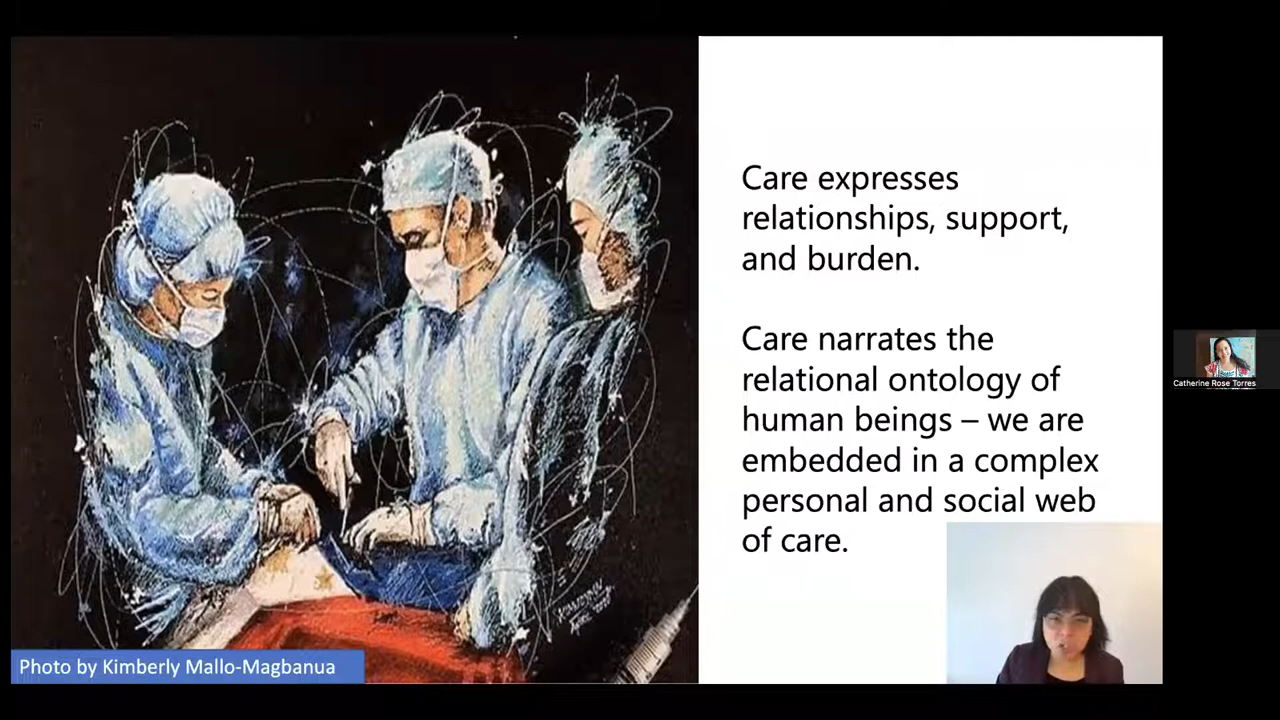 Care expresses
relationships, support,
and burden.
Care narrates the
relational ontology of
human beings – we are
embedded in a complex
personal and social web
of care.
Photo by Kimberly Mallo-Magbanua
Catherine Rose Torres